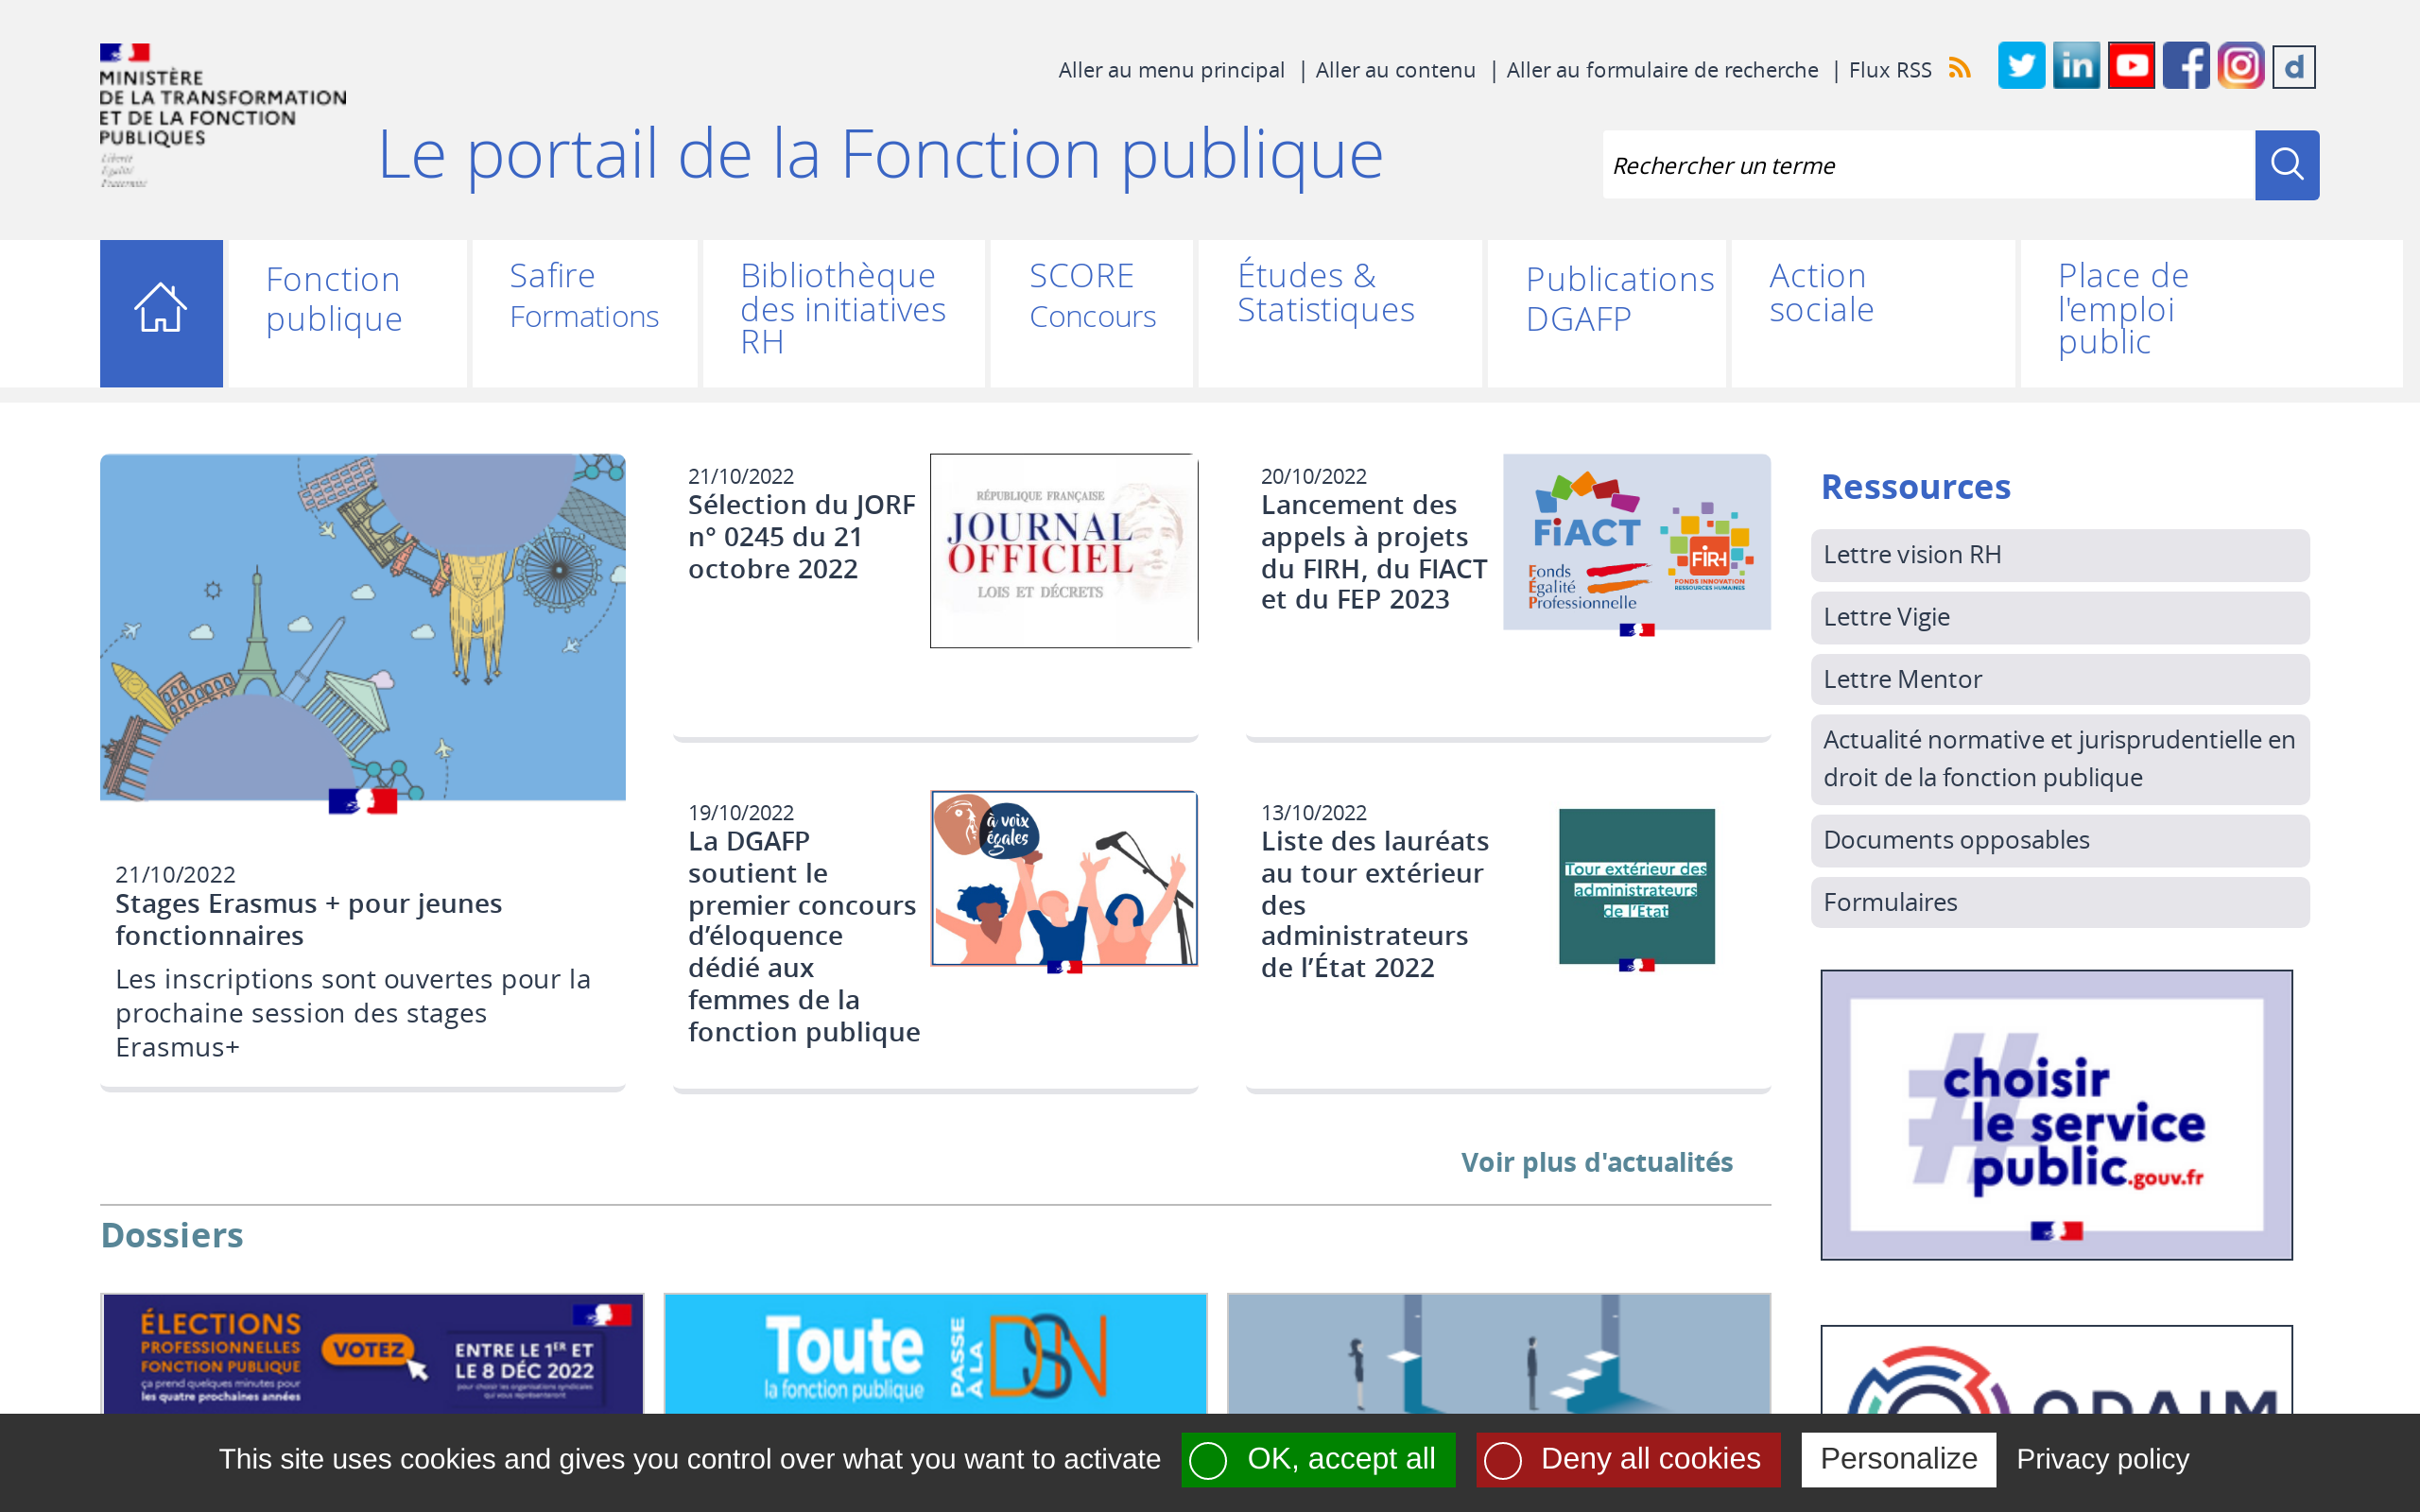 MINISTÈRE
DE LA TRANSFORMATION
ET DE LA FONCTION
PUBLIQUES
Liberté
Égalité
Fraternité
Aller au menu principal | Aller au contenu | Aller au formulaire de recherche | Flux RSS
in
f
d
Le portail de la Fonction publique
Rechercher un terme
Fonction
publique
Safire
Formations
Bibliothèque
des initiatives
RH
SCORE
Concours
Études &
Statistiques
Publications
DGAFP
Action
sociale
Place de
l'emploi
public
21/10/2022
Stages Erasmus + pour jeunes
fonctionnaires
Les inscriptions sont ouvertes pour la
prochaine session des stages
Erasmus+
21/10/2022
Sélection du JORF
n° 0245 du 21
octobre 2022
RÉPUBLIQUE FRANÇAISE
JOURNAL
OFFICIEL
LOIS ET DÉCRETS
20/10/2022
Lancement des
appels à projets
du FIRH, du FIACT
et du FEP 2023
FiACT
Fonds
Égalité
Professionnelle
FiRH
FONDS INNOVATION
RESSOURCES HUMAINES
19/10/2022
La DGAFP
soutient le
premier concours
d’éloquence
dédié aux
femmes de la
fonction publique
à voix
égales
13/10/2022
Liste des lauréats
au tour extérieur
des
administrateurs
de l’État 2022
Tour extérieur des
administrateurs
de l'Etat
Voir plus d'actualités
Ressources
Lettre vision RH
Lettre Vigie
Lettre Mentor
Actualité normative et jurisprudentielle en
droit de la fonction publique
Documents opposables
Formulaires
#
choisir
le service
public.gouv.fr
Dossiers
ÉLECTIONS
PROFESSIONNELLES
FONCTION PUBLIQUE
ça prend quelques minutes pour
les quatre prochaines années
VOTEZ
ENTRE LE 1ER ET
LE 8 DÉC 2022
pour choisir les organisations syndicales
qui vous représenteront
Toute
la fonction publique
PASSE
À LA
DSN
This site uses cookies and gives you control over what you want to activate
OK, accept all
Deny all cookies
Personalize
Privacy policy